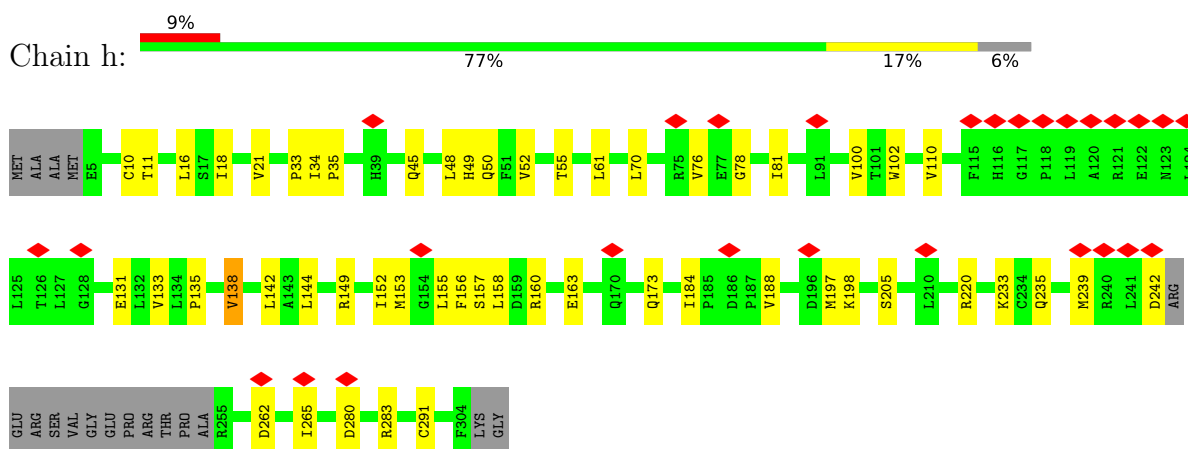 9%
Chain h:
77% 17% 6%
MET ALA ALA MET E5 C10 T11 L16 S17 I18 V21 P33 I34 P35 H39 Q45 L48 H49 Q50 F51 V52 T55 L61 L70 R75 V76 E77 G78 I81 L91 V100 T101 W102 V110 F115 H116 G117 P118 L119 A120 R121 E122 N123 L124
L125 T126 L127 G128 E131 L132 V133 L134 P135 V138 L142 A143 L144 R149 I152 M153 G154 L155 F156 S157 L158 D159 R160 E163 Q170 Q173 I184 P185 D186 P187 V188 D196 M197 K198 S205 L210 R220 K233 C234 Q235 M239 R240 L241 D242 ARG
GLU ARG SER VAL GLY GLU PRO ARG THR PRO ALA R255 D262 I265 D280 R283 C291 F304 LYS GLY